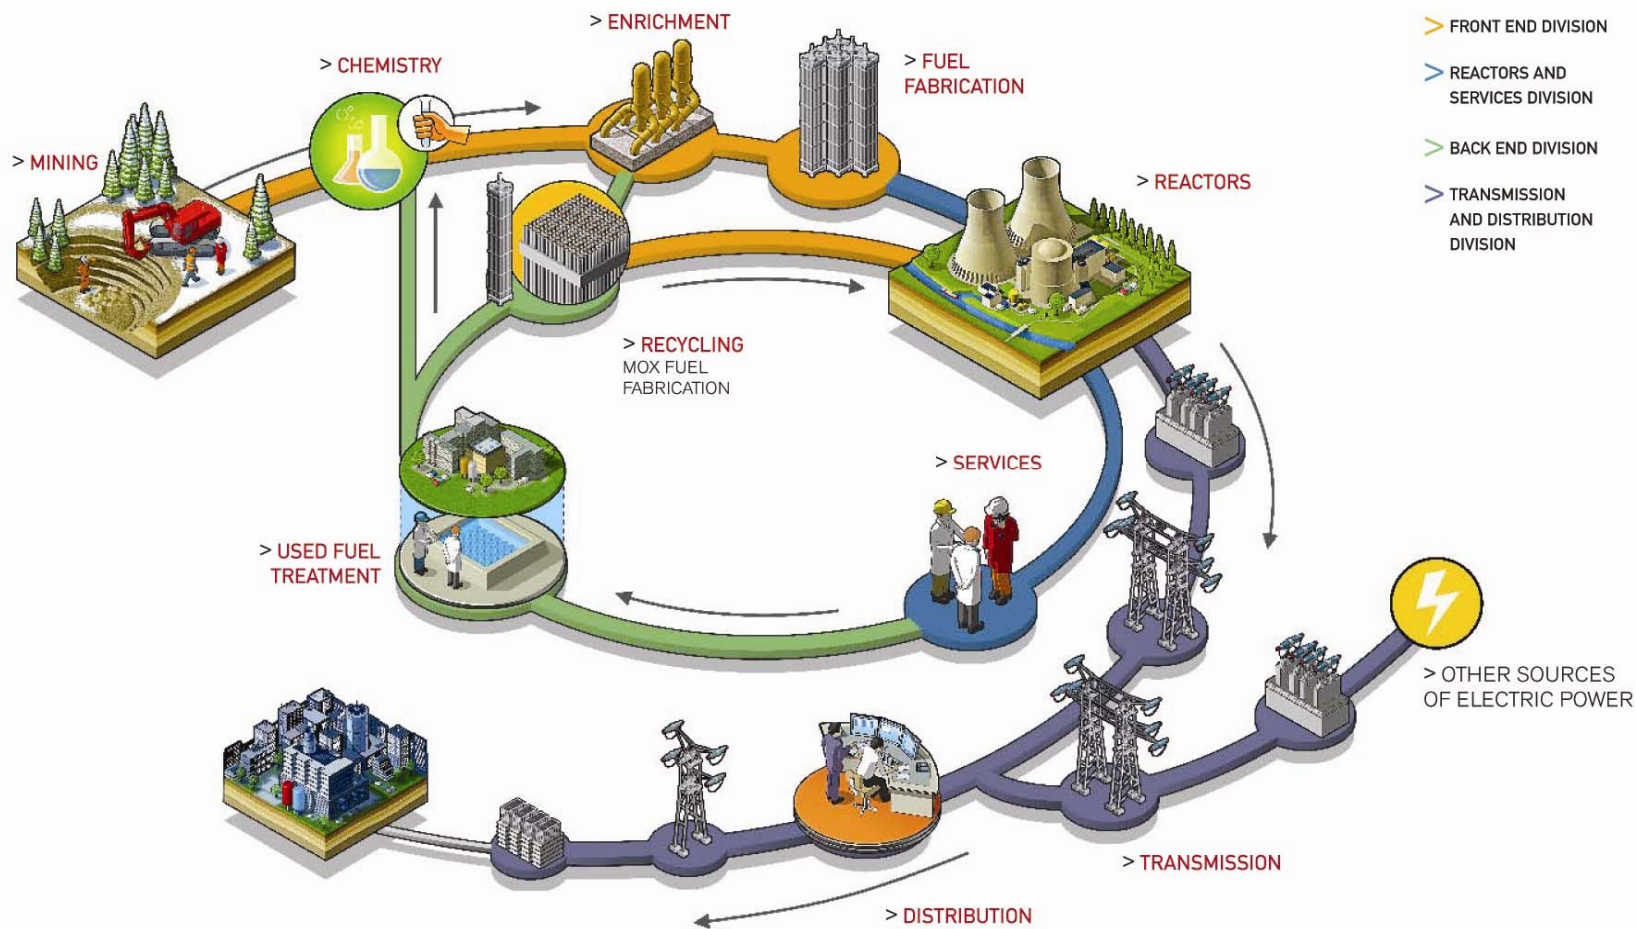 > ENRICHMENT
> CHEMISTRY
> FUEL
FABRICATION
> MINING
> REACTORS
> RECYCLING
MOX FUEL
FABRICATION
> SERVICES
> USED FUEL
TREATMENT
> OTHER SOURCES
OF ELECTRIC POWER
> TRANSMISSION
> DISTRIBUTION
> FRONT END DIVISION
> REACTORS AND
SERVICES DIVISION
> BACK END DIVISION
> TRANSMISSION
AND DISTRIBUTION
DIVISION